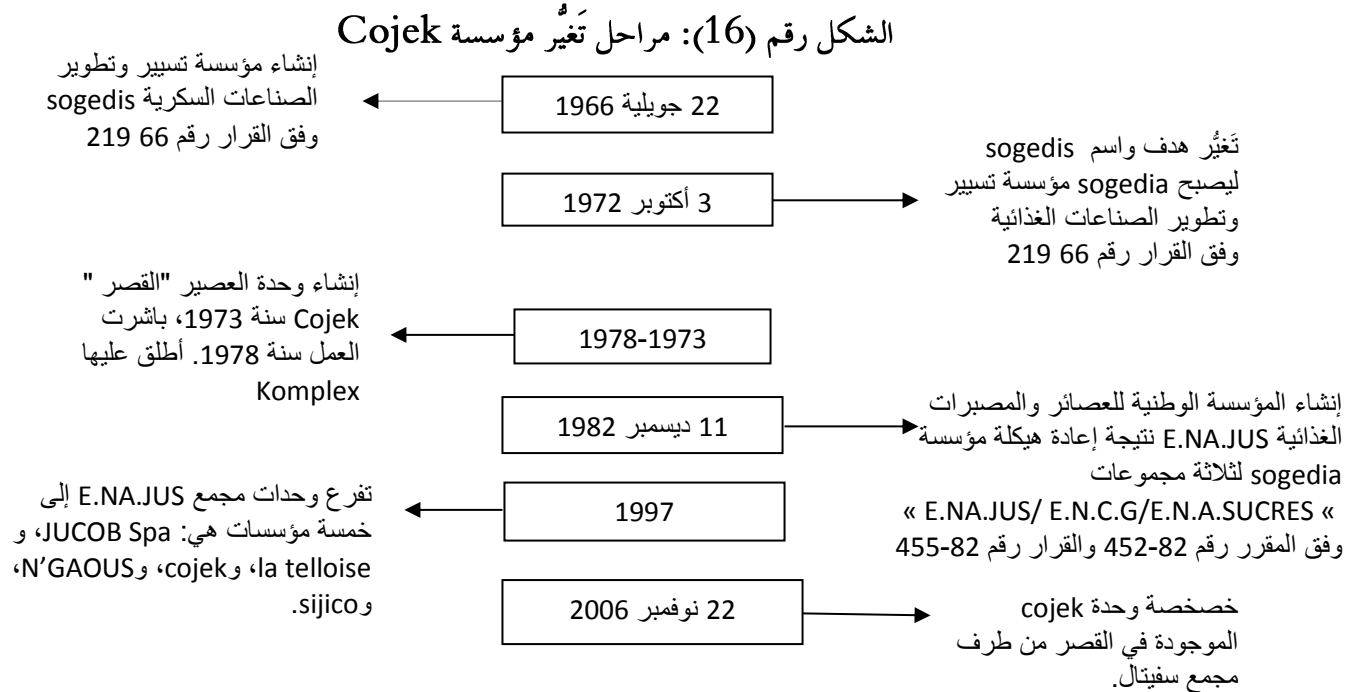 الشكل رقم (16): مراحل تَغيُّر مؤسسة Cojek
22 جويلية 1966
إنشاء مؤسسة تسيير وتطوير
الصناعات السكرية sogedis
وفق القرار رقم 66 219
3 أكتوبر 1972
تَغيُّر هدف واسم sogedis
ليصبح sogedia مؤسسة تسيير
وتطوير الصناعات الغذائية
وفق القرار رقم 66 219
1973-1978
إنشاء وحدة العصير "القصر "
Cojek سنة 1973، باشرت
العمل سنة 1978. أطلق عليها
Komplex
11 ديسمبر 1982
إنشاء المؤسسة الوطنية للعصائر والمصبرات
الغذائية E.NA.JUS نتيجة إعادة هيكلة مؤسسة
sogedia لثلاثة مجموعات
« E.NA.JUS/ E.N.C.G/E.N.A.SUCRES »
وفق المقرر رقم 82-452 والقرار رقم 82-455
1997
تفرع وحدات مجمع E.NA.JUS إلى
خمسة مؤسسات هي: JUCOB Spa، و
la telloise، وcojek، وN’GAOUS،
وsijico.
22 نوفمبر 2006
خصخصة وحدة cojek
الموجودة في القصر من طرف
مجمع سفيتال.